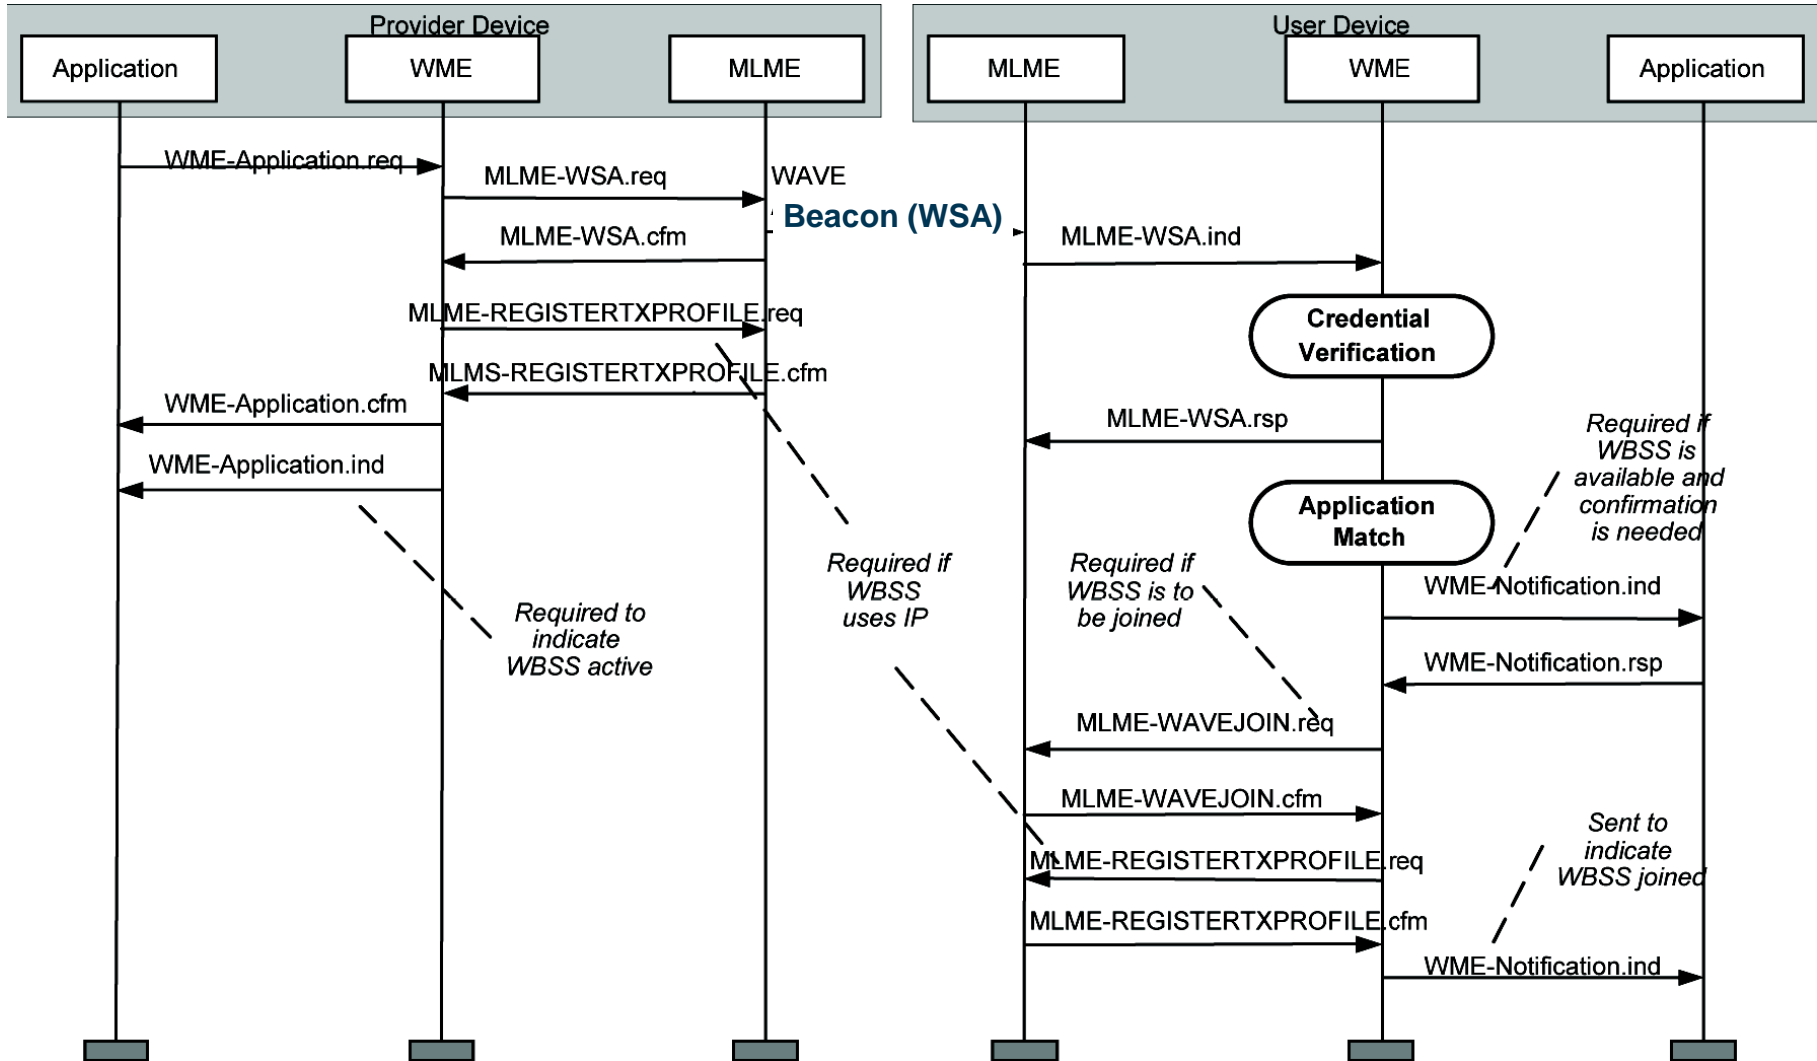 Provider Device
User Device
Application
WME
MLME
MLME
WME
Application
WME-Application.req
MLME-WSA.req
WAVE
Beacon (WSA)
MLME-WSA.cfm
MLME-WSA.ind
MLME-REGISTERTXPROFILE.req
Credential
Verification
MLMS-REGISTERTXPROFILE.cfm
WME-Application.cfm
MLME-WSA.rsp
Required if
WBSS is
available and
confirmation
is needed
WME-Application.ind
Application
Match
Required if
WBSS
uses IP
Required if
WBSS is to
be joined
WME-Notification.ind
Required to
indicate
WBSS active
WME-Notification.rsp
MLME-WAVEJOIN.req
MLME-WAVEJOIN.cfm
Sent to
indicate
WBSS joined
MLME-REGISTERTXPROFILE.req
MLME-REGISTERTXPROFILE.cfm
WME-Notification.ind